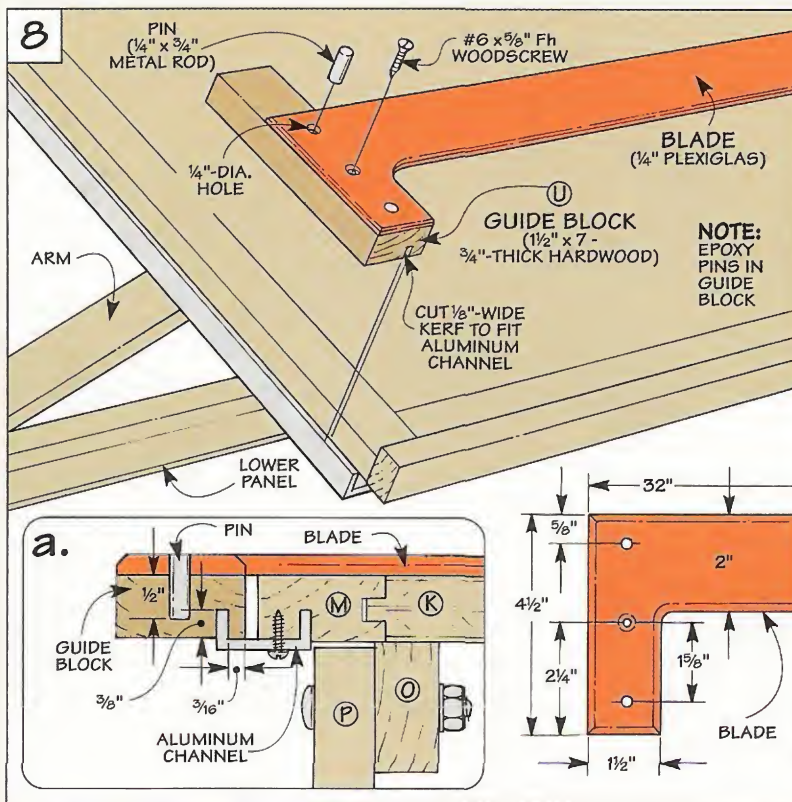 8
PIN
(¼" x ¾"
METAL ROD)
#6 x ⅝" Fh
WOODSCREW
¼"-DIA.
HOLE
BLADE
(¼" PLEXIGLAS)
U
GUIDE BLOCK
(1½" x 7 -
¾"-THICK HARDWOOD)
NOTE:
EPOXY
PINS IN
GUIDE
BLOCK
ARM
CUT ⅛"-WIDE
KERF TO FIT
ALUMINUM
CHANNEL
LOWER
PANEL
a.
PIN
BLADE
½"
M
K
GUIDE
BLOCK
⅜"
3⁄16"
ALUMINUM
CHANNEL
P
O
32"
⅝"
2"
4½"
2¼"
1⅝"
BLADE
1½"